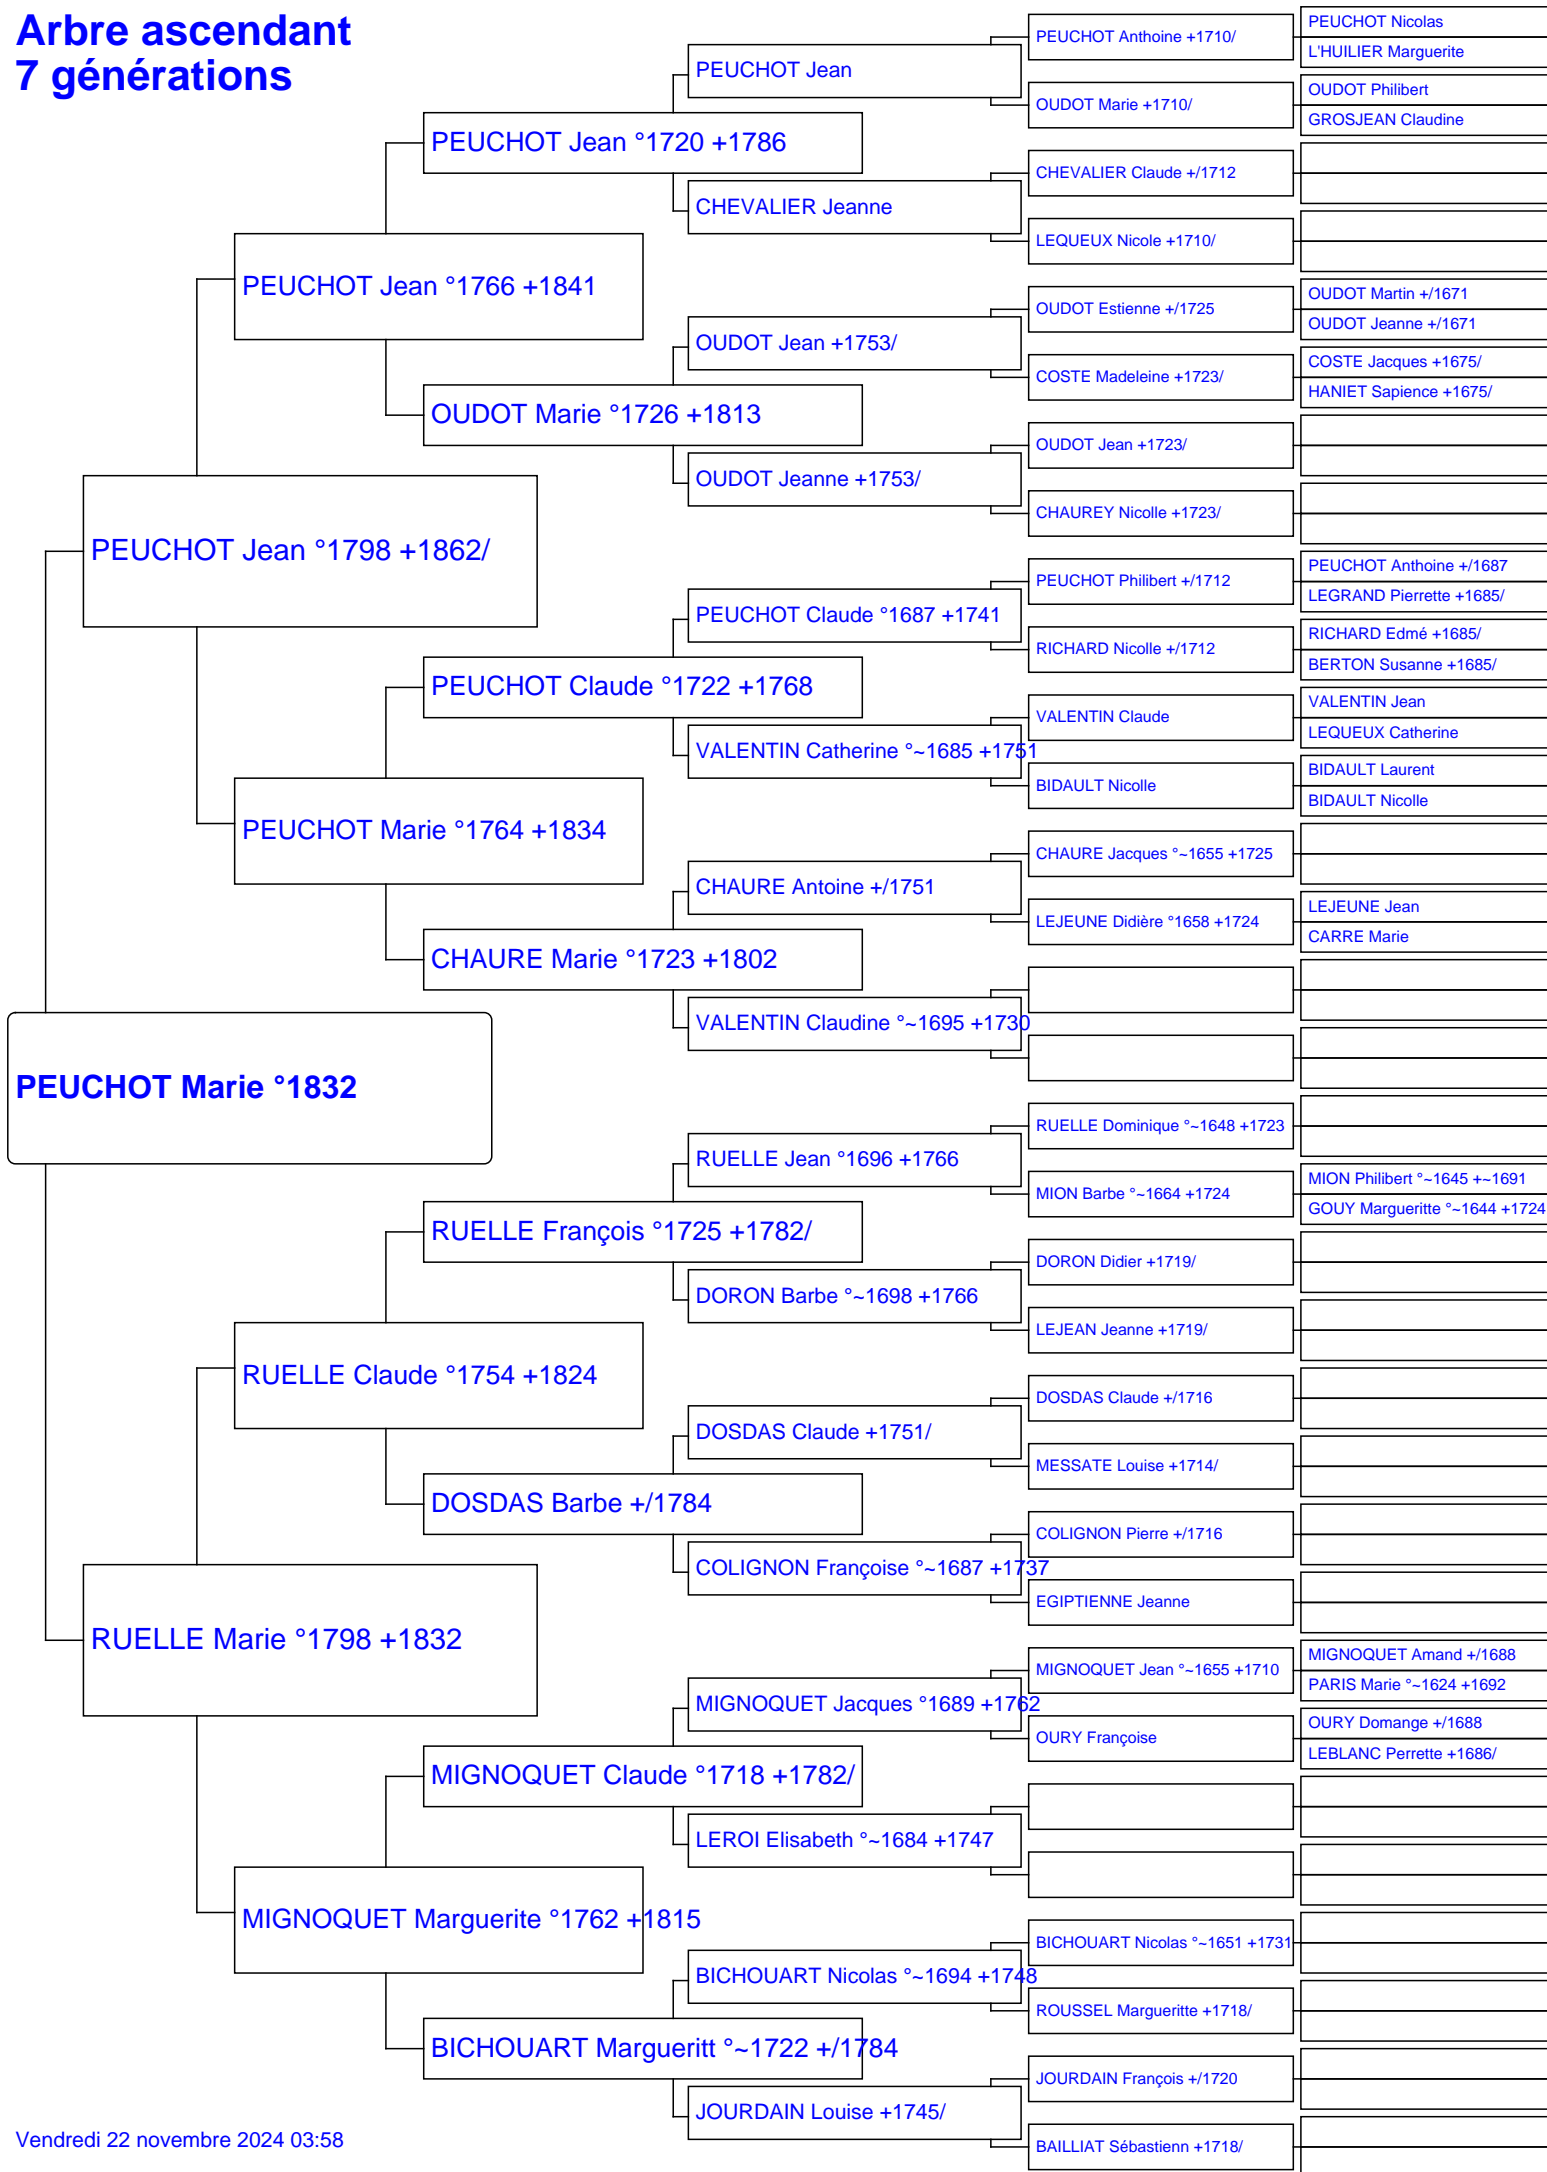 Arbre ascendant
7 générations
PEUCHOT Marie °1832
PEUCHOT Jean °1798 +1862/
RUELLE Marie °1798 +1832
PEUCHOT Jean °1766 +1841
PEUCHOT Marie °1764 +1834
RUELLE Claude °1754 +1824
MIGNOQUET Marguerite °1762 +1815
PEUCHOT Jean °1720 +1786
OUDOT Marie °1726 +1813
PEUCHOT Claude °1722 +1768
CHAURE Marie °1723 +1802
RUELLE François °1725 +1782/
DOSDAS Barbe +/1784
MIGNOQUET Claude °1718 +1782/
BICHOUART Margueritt °~1722 +/1784
PEUCHOT Jean
CHEVALIER Jeanne
OUDOT Jean +1753/
OUDOT Jeanne +1753/
PEUCHOT Claude °1687 +1741
VALENTIN Catherine °~1685 +1751
CHAURE Antoine +/1751
VALENTIN Claudine °~1695 +1730
RUELLE Jean °1696 +1766
DORON Barbe °~1698 +1766
DOSDAS Claude +1751/
COLIGNON Françoise °~1687 +1737
MIGNOQUET Jacques °1689 +1762
LEROI Elisabeth °~1684 +1747
BICHOUART Nicolas °~1694 +1748
JOURDAIN Louise +1745/
PEUCHOT Anthoine +1710/
OUDOT Marie +1710/
CHEVALIER Claude +/1712
LEQUEUX Nicole +1710/
OUDOT Estienne +/1725
COSTE Madeleine +1723/
OUDOT Jean +1723/
CHAUREY Nicolle +1723/
PEUCHOT Philibert +/1712
RICHARD Nicolle +/1712
VALENTIN Claude
BIDAULT Nicolle
CHAURE Jacques °~1655 +1725
LEJEUNE Didière °1658 +1724
RUELLE Dominique °~1648 +1723
MION Barbe °~1664 +1724
DORON Didier +1719/
LEJEAN Jeanne +1719/
DOSDAS Claude +/1716
MESSATE Louise +1714/
COLIGNON Pierre +/1716
EGIPTIENNE Jeanne
MIGNOQUET Jean °~1655 +1710
OURY Françoise
BICHOUART Nicolas °~1651 +1731
ROUSSEL Margueritte +1718/
JOURDAIN François +/1720
BAILLIAT Sébastienn +1718/
PEUCHOT Nicolas
L'HUILIER Marguerite
OUDOT Philibert
GROSJEAN Claudine
OUDOT Martin +/1671
OUDOT Jeanne +/1671
COSTE Jacques +1675/
HANIET Sapience +1675/
PEUCHOT Anthoine +/1687
LEGRAND Pierrette +1685/
RICHARD Edmé +1685/
BERTON Susanne +1685/
VALENTIN Jean
LEQUEUX Catherine
BIDAULT Laurent
BIDAULT Nicolle
LEJEUNE Jean
CARRE Marie
MION Philibert °~1645 +~1691
GOUY Margueritte °~1644 +1724
MIGNOQUET Amand +/1688
PARIS Marie °~1624 +1692
OURY Domange +/1688
LEBLANC Perrette +1686/
Vendredi 22 novembre 2024 03:58